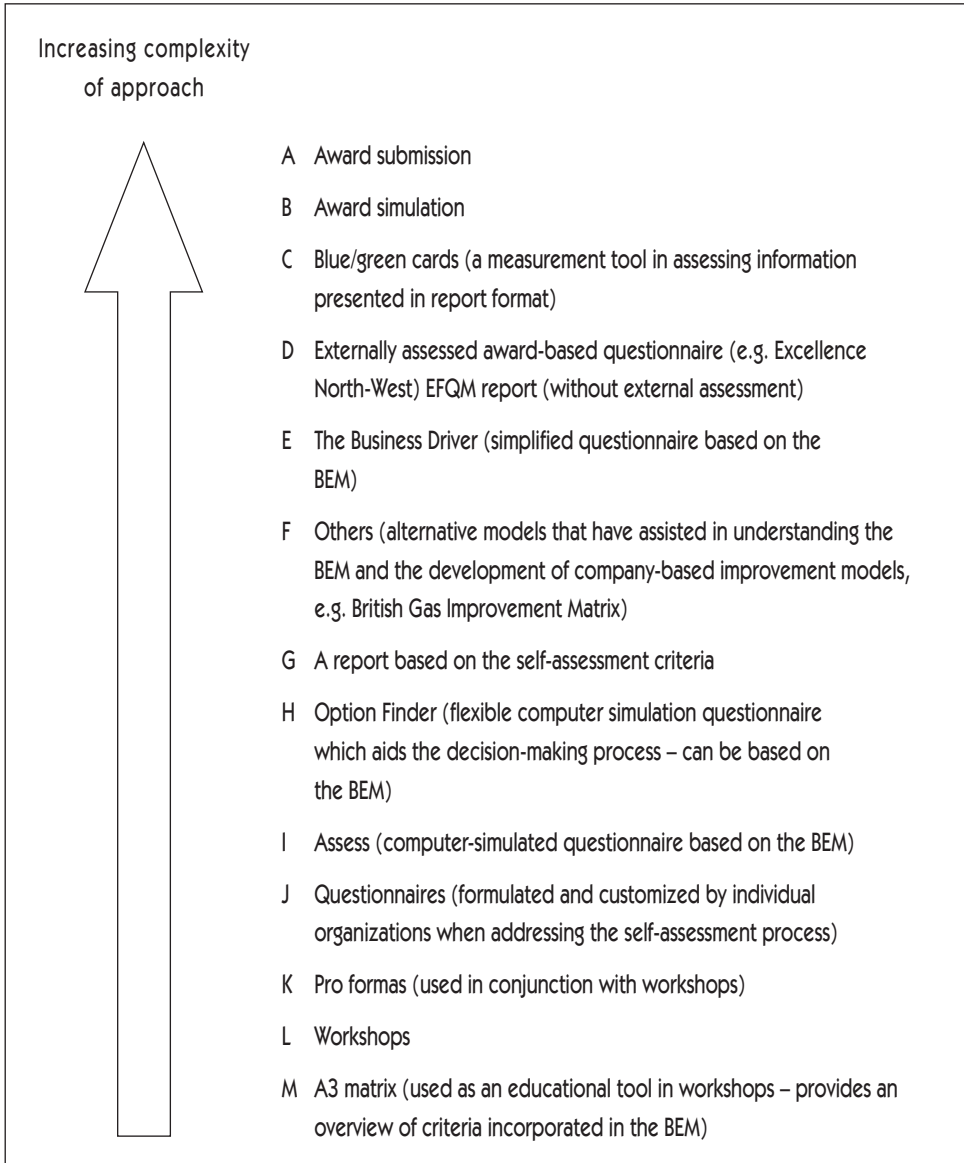 Increasing complexity
of approach
A Award submission
B Award simulation
C Blue/green cards (a measurement tool in assessing information
presented in report format)
D Externally assessed award-based questionnaire (e.g. Excellence
North-West) EFQM report (without external assessment)
E The Business Driver (simplified questionnaire based on the
BEM)
F Others (alternative models that have assisted in understanding the
BEM and the development of company-based improvement models,
e.g. British Gas Improvement Matrix)
G A report based on the self-assessment criteria
H Option Finder (flexible computer simulation questionnaire
which aids the decision-making process – can be based on
the BEM)
I Assess (computer-simulated questionnaire based on the BEM)
J Questionnaires (formulated and customized by individual
organizations when addressing the self-assessment process)
K Pro formas (used in conjunction with workshops)
L Workshops
M A3 matrix (used as an educational tool in workshops – provides an
overview of criteria incorporated in the BEM)